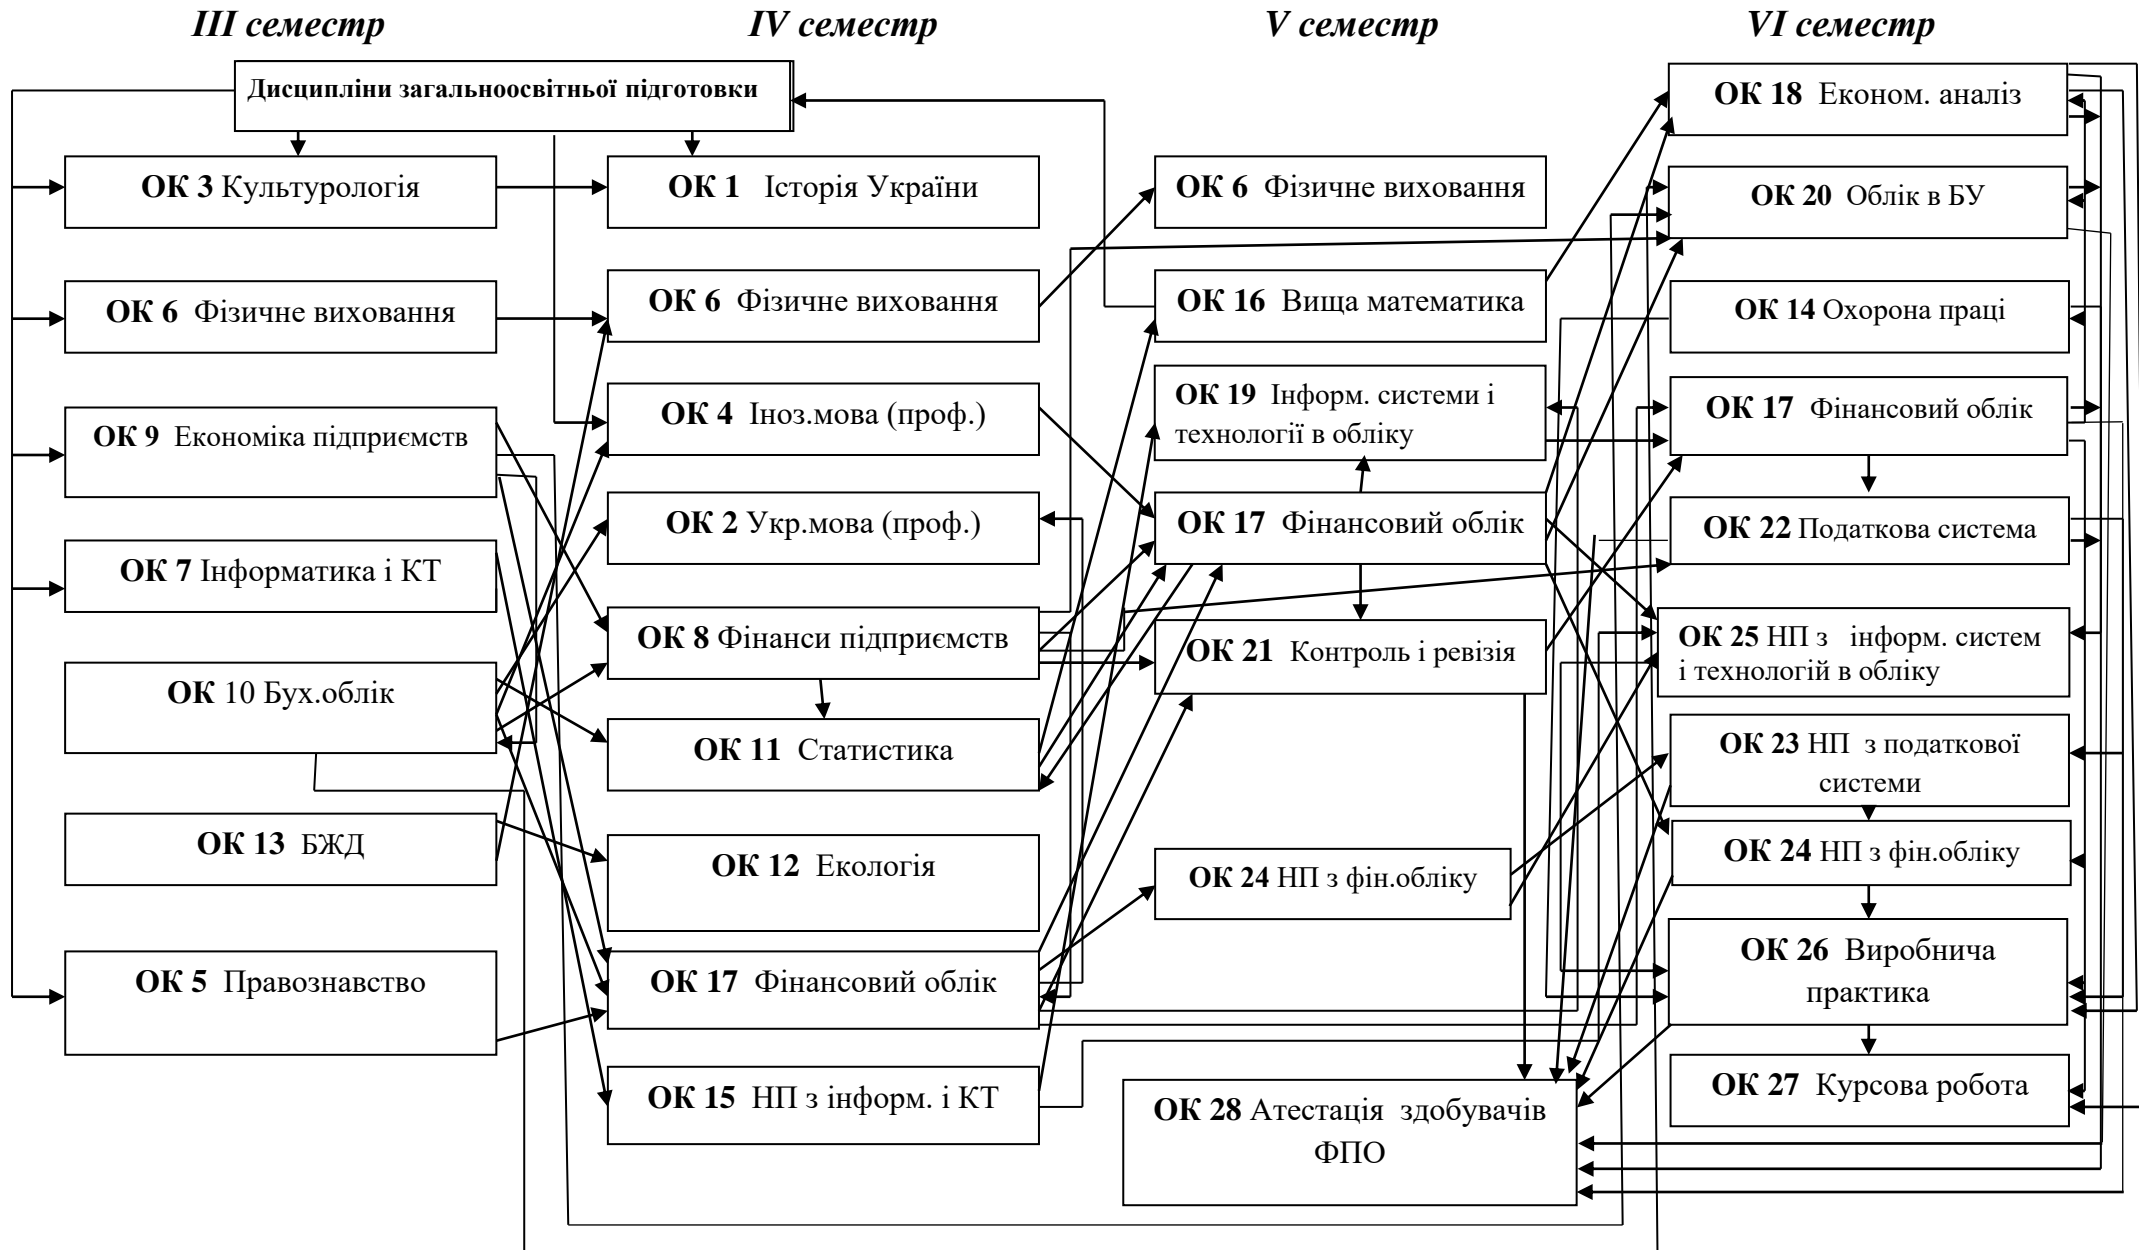 III семестр
IV семестр
V семестр
VI семестр
Дисципліни загальноосвітньої підготовки
ОК 3 Культурологія
ОК 6 Фізичне виховання
ОК 9 Економіка підприємств
ОК 7 Інформатика і КТ
ОК 10 Бух.облік
ОК 13 БЖД
ОК 5 Правознавство
ОК 1 Історія України
ОК 6 Фізичне виховання
ОК 4 Іноз.мова (проф.)
ОК 2 Укр.мова (проф.)
ОК 8 Фінанси підприємств
ОК 11 Статистика
ОК 12 Екологія
ОК 17 Фінансовий облік
ОК 15 НП з інформ. і КТ
ОК 6 Фізичне виховання
ОК 16 Вища математика
ОК 19 Інформ. системи і
технології в обліку
ОК 17 Фінансовий облік
ОК 21 Контроль і ревізія
ОК 24 НП з фін.обліку
ОК 28 Атестація здобувачів
ФПО
ОК 18 Економ. аналіз
ОК 20 Облік в БУ
ОК 14 Охорона праці
ОК 17 Фінансовий облік
ОК 22 Податкова система
ОК 25 НП з інформ. систем
і технологій в обліку
ОК 23 НП з податкової
системи
ОК 24 НП з фін.обліку
ОК 26 Виробнича
практика
ОК 27 Курсова робота